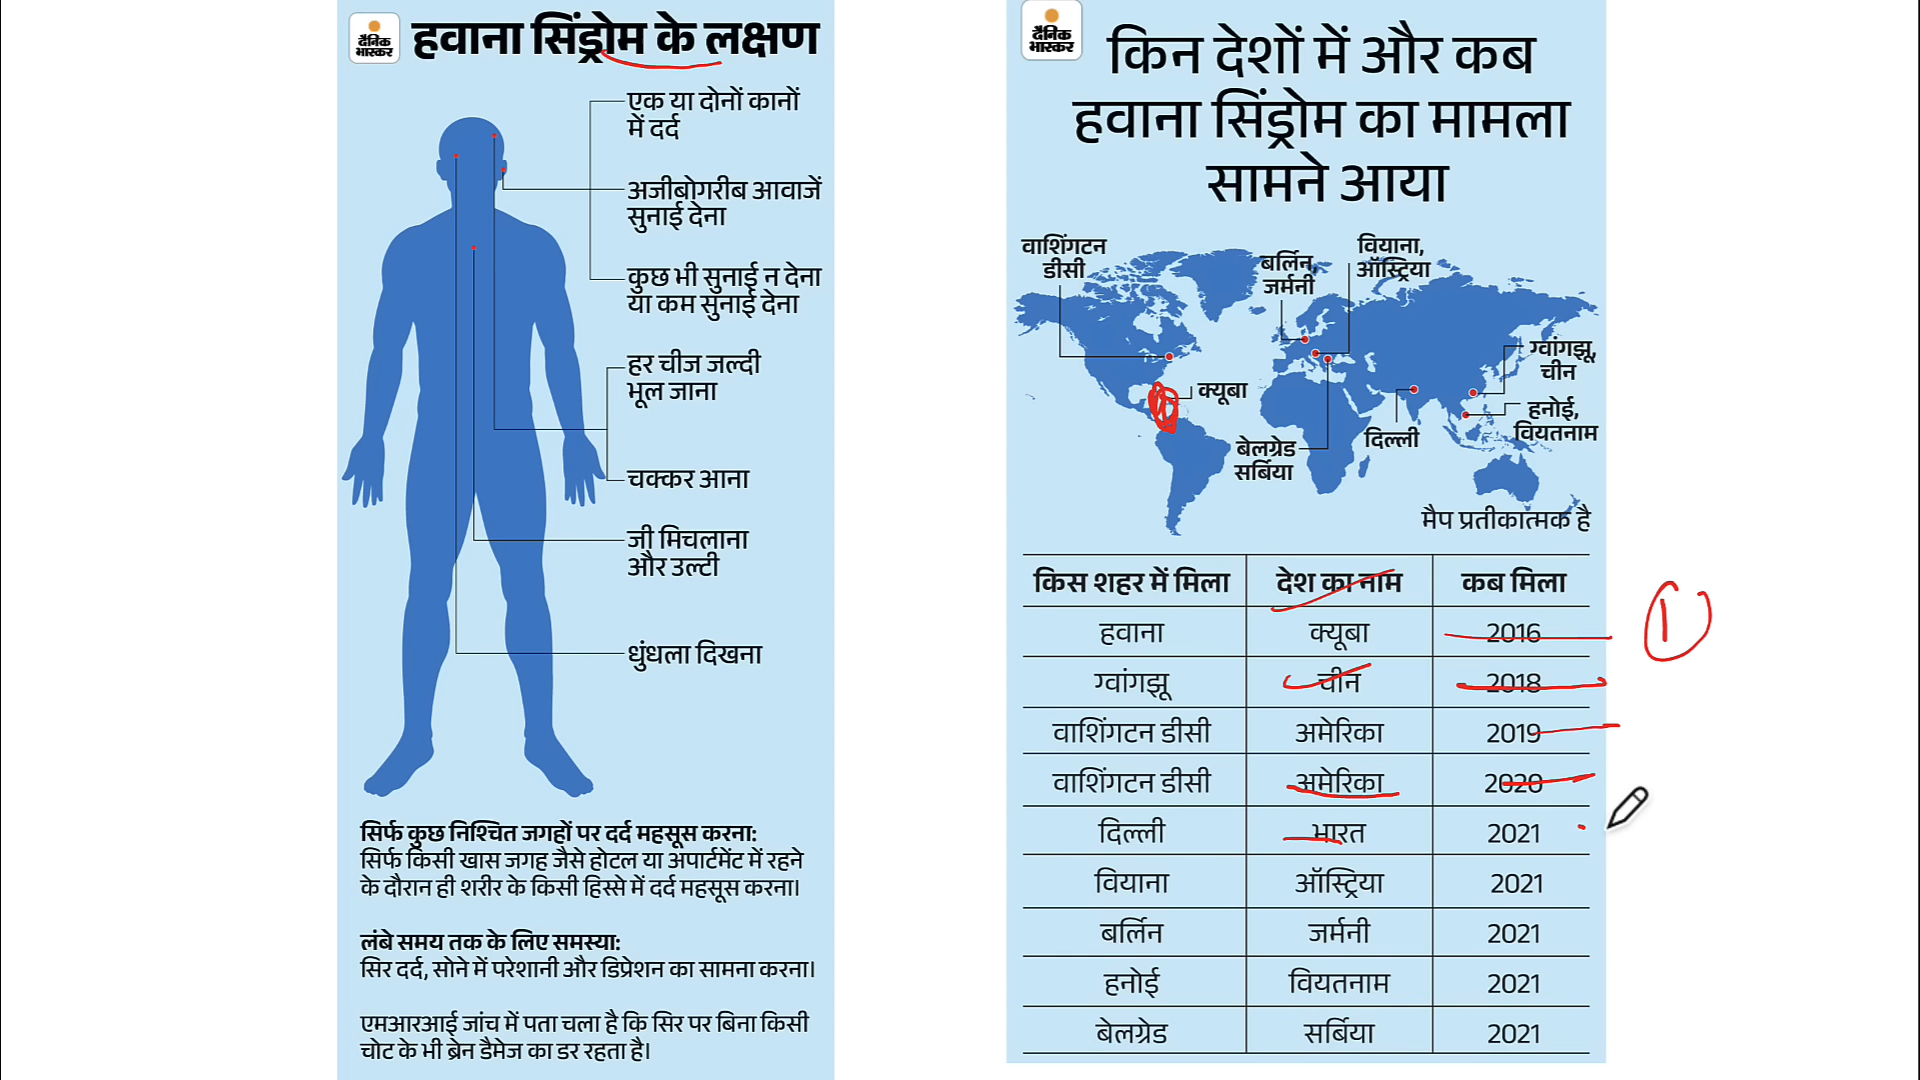 दैनिक
भास्कर
हवाना सिंड्रोम के लक्षण
एक या दोनों कानों
में दर्द
अजीबोगरीब आवाजें
सुनाई देना
कुछ भी सुनाई न देना
या कम सुनाई देना
हर चीज जल्दी
भूल जाना
चक्कर आना
जी मिचलाना
और उल्टी
धुंधला दिखना
सिर्फ कुछ निश्चित जगहों पर दर्द महसूस करना:
सिर्फ किसी खास जगह जैसे होटल या अपार्टमेंट में रहने
के दौरान ही शरीर के किसी हिस्से में दर्द महसूस करना।
लंबे समय तक के लिए समस्या:
सिर दर्द, सोने में परेशानी और डिप्रेशन का सामना करना।
एमआरआई जांच में पता चला है कि सिर पर बिना किसी
चोट के भी ब्रेन डैमेज का डर रहता है।
दैनिक
भास्कर
किन देशों में और कब
हवाना सिंड्रोम का मामला
सामने आया
वाशिंगटन
डीसी
बर्लिन,
जर्मनी
वियाना,
ऑस्ट्रिया
ग्वांगझू,
चीन
क्यूबा
हनोई,
वियतनाम
दिल्ली
बेलग्रेड
सर्बिया
मैप प्रतीकात्मक है
किस शहर में मिला देश का नाम कब मिला
हवाना क्यूबा 2016
1
ग्वांगझू चीन 2018
वाशिंगटन डीसी अमेरिका 2019
वाशिंगटन डीसी अमेरिका 2020
दिल्ली भारत 2021
वियाना ऑस्ट्रिया 2021
बर्लिन जर्मनी 2021
हनोई वियतनाम 2021
बेलग्रेड सर्बिया 2021